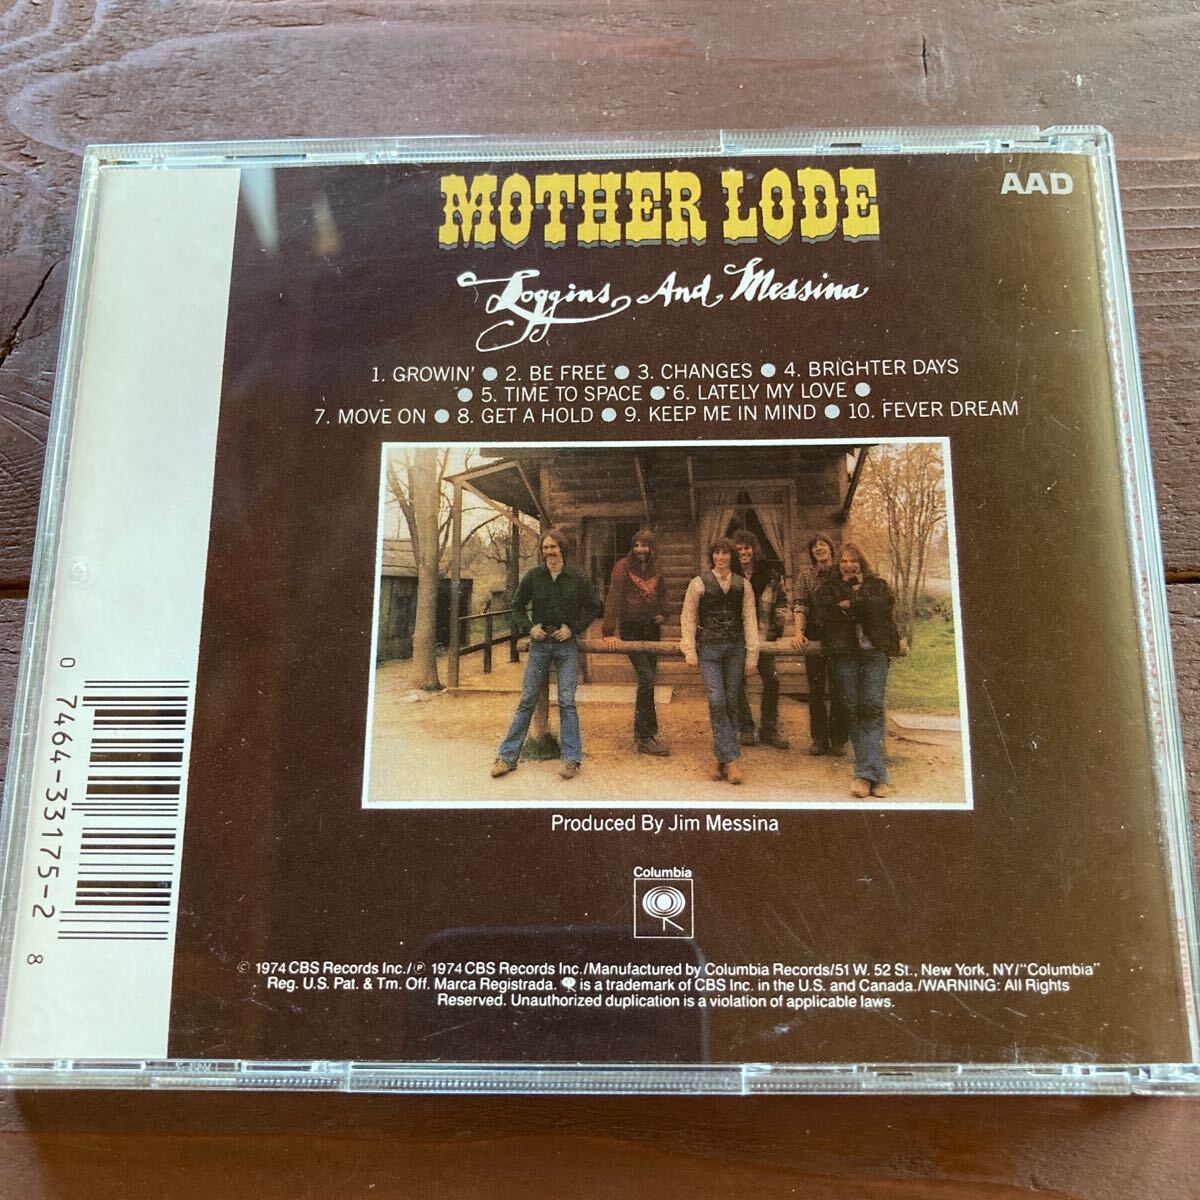 MOTHER LODE
AAD
Loggins And Messina
1. GROWIN' ● 2. BE FREE ● 3. CHANGES ● 4. BRIGHTER DAYS
● 5. TIME TO SPACE ● 6. LATELY MY LOVE ●
7. MOVE ON ● 8. GET A HOLD ● 9. KEEP ME IN MIND ● 10. FEVER DREAM
Produced By Jim Messina
Columbia
© 1974 CBS Records Inc./℗ 1974 CBS Records Inc./Manufactured by Columbia Records/51 W. 52 St., New York, NY/"Columbia"
Reg. U.S. Pat. & Tm. Off. Marca Registrada. is a trademark of CBS Inc. in the U.S. and Canada./WARNING: All Rights
Reserved. Unauthorized duplication is a violation of applicable laws.
0 7464-33175-2 8